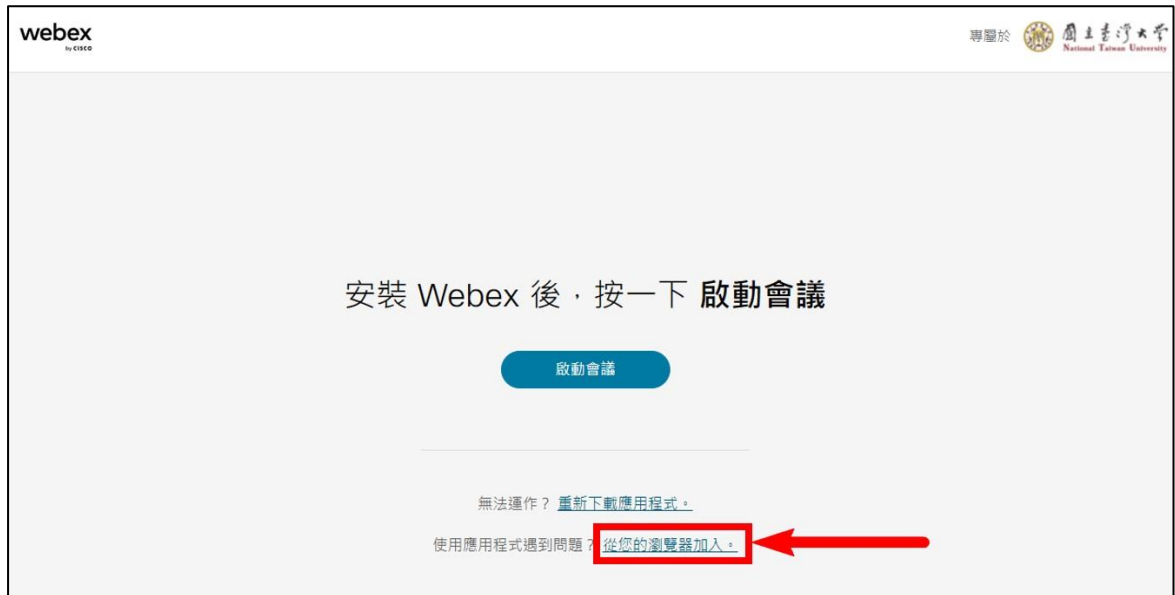 webex
by CISCO
專屬於
國立臺灣大學
National Taiwan University
安裝 Webex 後,按一下 啟動會議
啟動會議
無法運作? 重新下載應用程式。
使用應用程式遇到問題? 從您的瀏覽器加入。